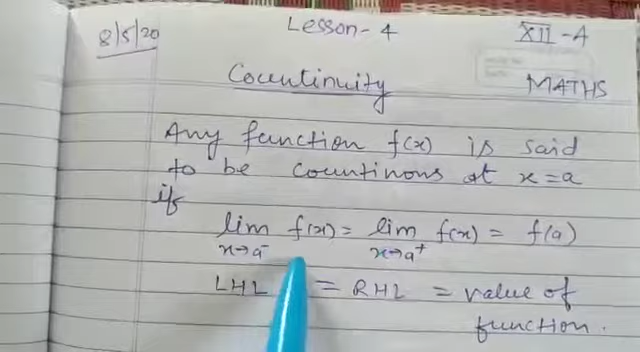 8/5/20 Lesson-4 XII-A
Countinuity MATHS
Any function f(x) is said
to be countinous at x=a
if
lim f(x) = lim f(x) = f(a)
x→a⁻ x→a⁺
LHL = RHL = value of
function.